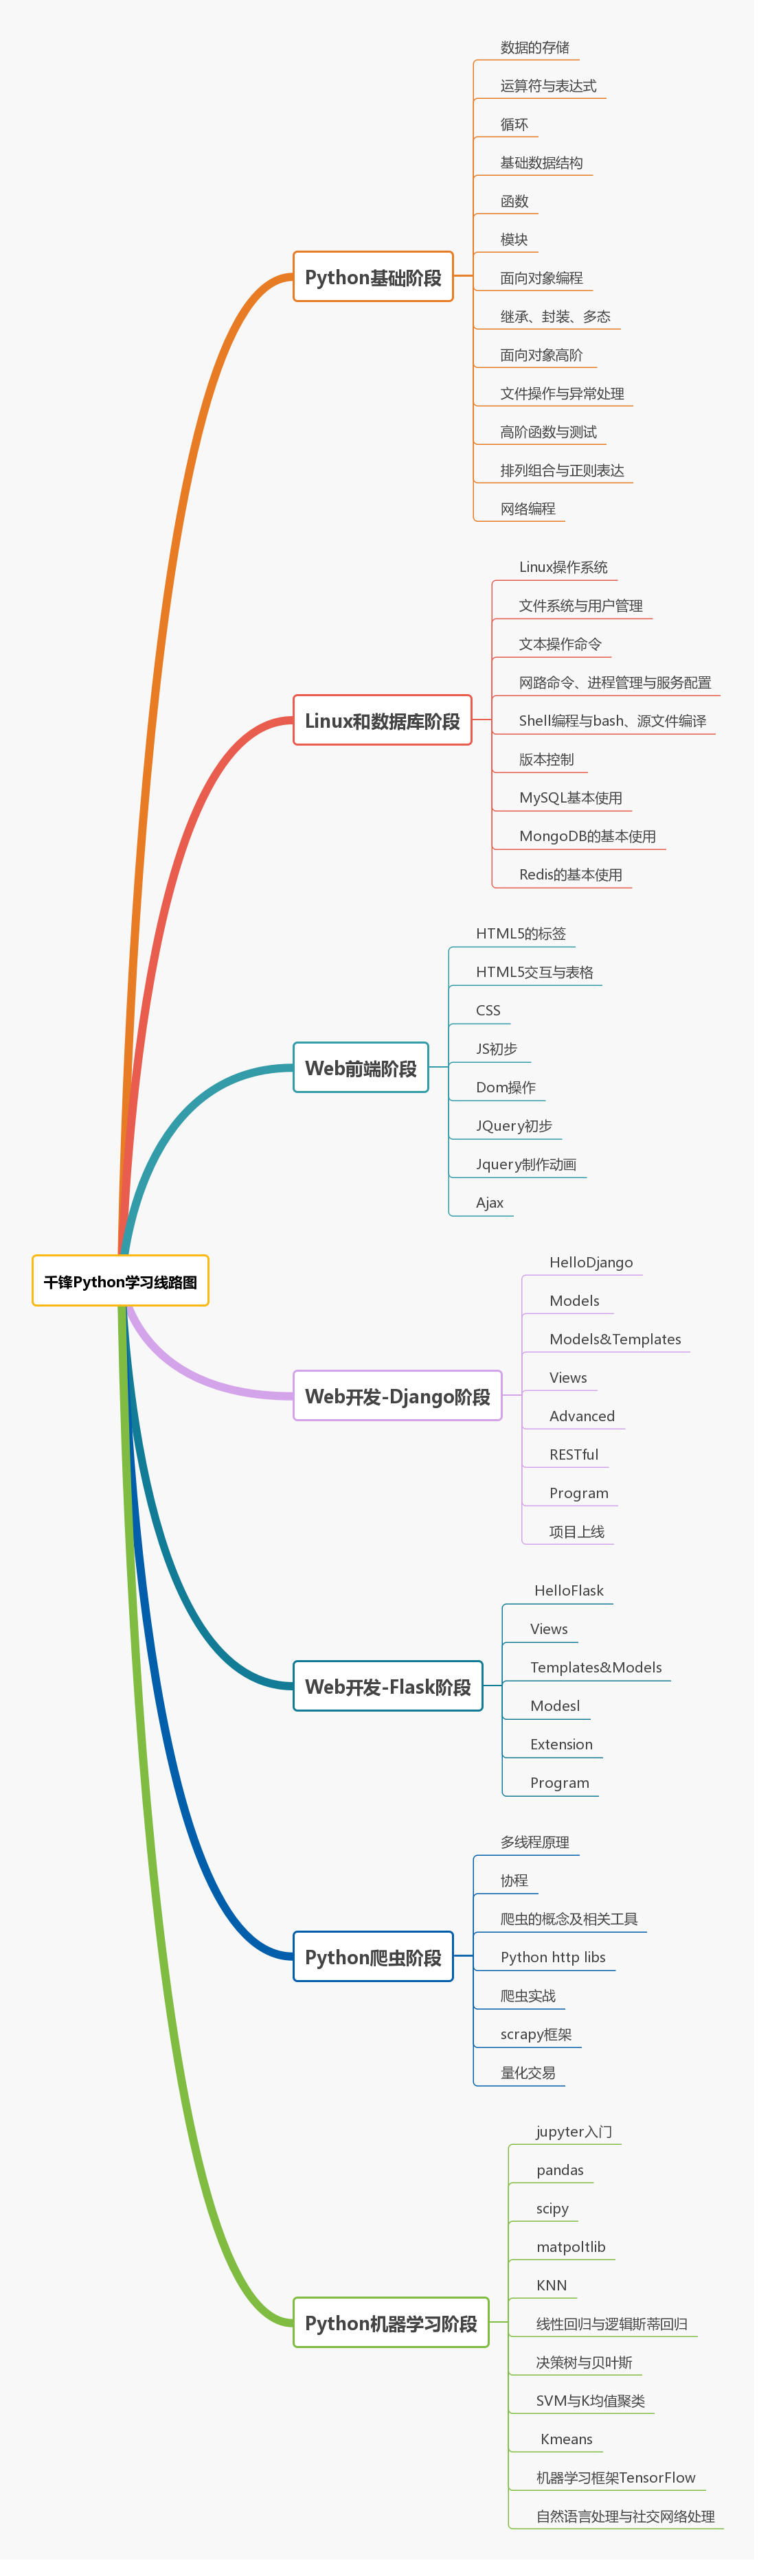 千锋Python学习线路图
Python基础阶段
数据的存储
运算符与表达式
循环
基础数据结构
函数
模块
面向对象编程
继承、封装、多态
面向对象高阶
文件操作与异常处理
高阶函数与测试
排列组合与正则表达
网络编程
Linux和数据库阶段
Linux操作系统
文件系统与用户管理
文本操作命令
网路命令、进程管理与服务配置
Shell编程与bash、源文件编译
版本控制
MySQL基本使用
MongoDB的基本使用
Redis的基本使用
Web前端阶段
HTML5的标签
HTML5交互与表格
CSS
JS初步
Dom操作
JQuery初步
Jquery制作动画
Ajax
Web开发-Django阶段
HelloDjango
Models
Models&Templates
Views
Advanced
RESTful
Program
项目上线
Web开发-Flask阶段
HelloFlask
Views
Templates&Models
Modesl
Extension
Program
Python爬虫阶段
多线程原理
协程
爬虫的概念及相关工具
Python http libs
爬虫实战
scrapy框架
量化交易
Python机器学习阶段
jupyter入门
pandas
scipy
matpoltlib
KNN
线性回归与逻辑斯蒂回归
决策树与贝叶斯
SVM与K均值聚类
Kmeans
机器学习框架TensorFlow
自然语言处理与社交网络处理